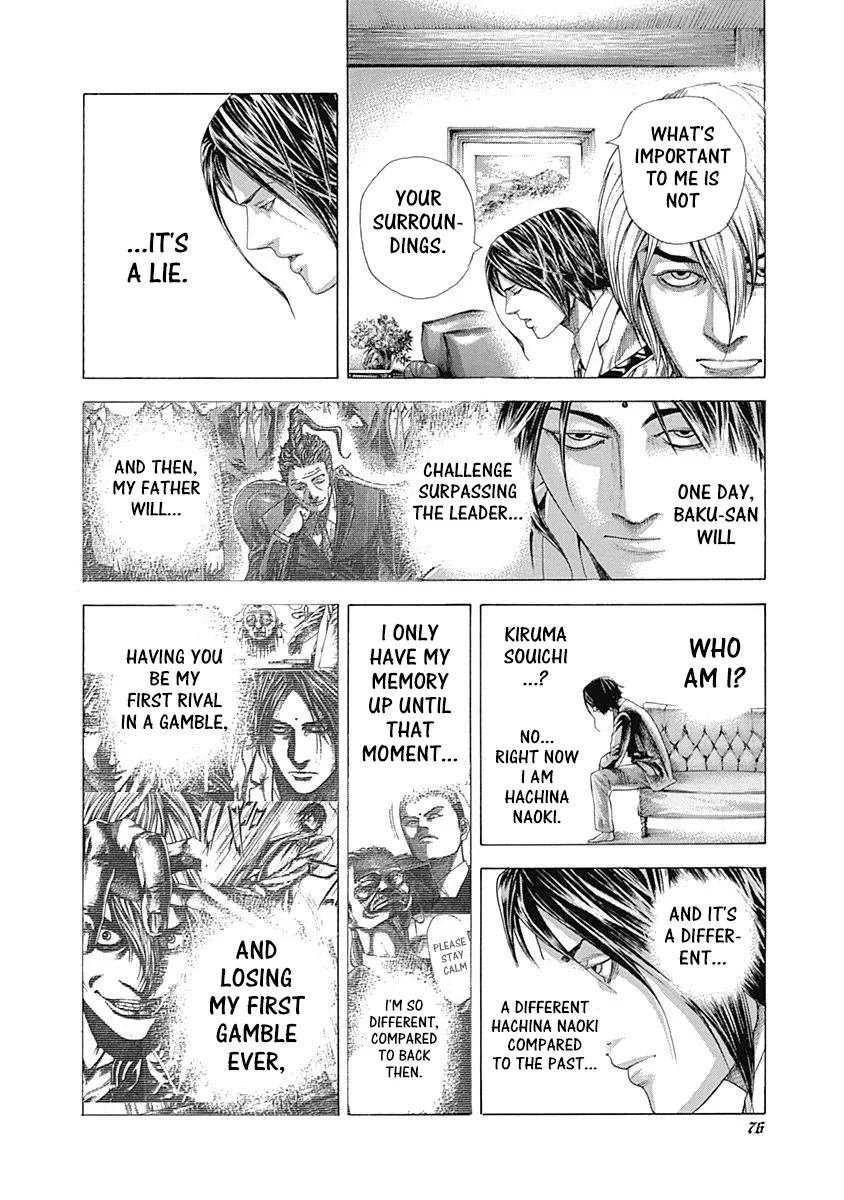 WHAT'S
IMPORTANT
TO ME IS
NOT
YOUR
SURROUN-
DINGS.
...IT'S
A LIE.
ONE DAY,
BAKU-SAN
WILL
CHALLENGE
SURPASSING
THE LEADER...
AND THEN,
MY FATHER
WILL...
WHO
AM I?
KIRUMA
SOUICHI
...?
NO...
RIGHT NOW
I AM
HACHINA
NAOKI.
AND IT'S
A DIFFER-
ENT...
A DIFFERENT
HACHINA NAOKI
COMPARED
TO THE PAST...
I ONLY
HAVE MY
MEMORY
UP UNTIL
THAT
MOMENT...
PLEASE
STAY
CALM
I'M SO
DIFFERENT,
COMPARED
TO BACK
THEN.
HAVING YOU
BE MY
FIRST RIVAL
IN A GAMBLE,
AND
LOSING
MY FIRST
GAMBLE
EVER,
76